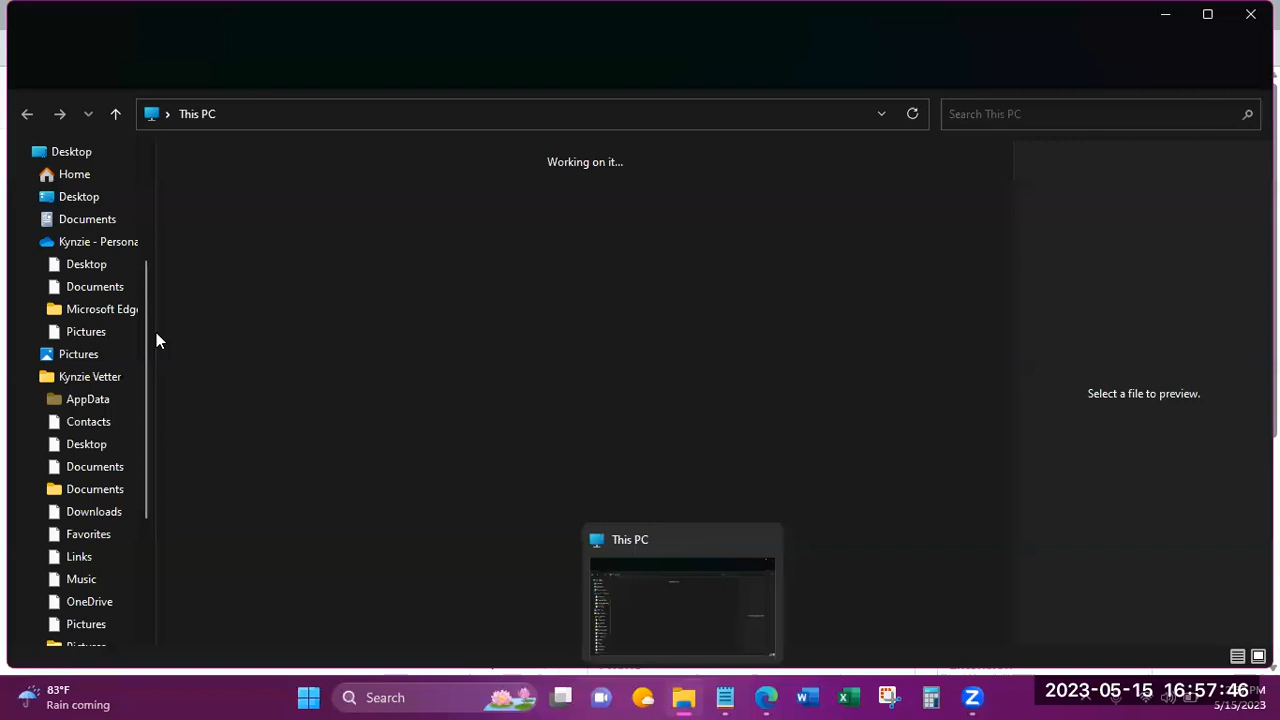 This PC
Search This PC
Desktop
Home
Desktop
Documents
Kynzie - Persona
Desktop
Documents
Microsoft Edg
Pictures
Pictures
Kynzie Vetter
AppData
Contacts
Desktop
Documents
Documents
Downloads
Favorites
Links
Music
OneDrive
Pictures
Working on it...
Select a file to preview.
This PC
83°F
Rain coming
Search
2023-05-15 16:57:46
5/15/2023